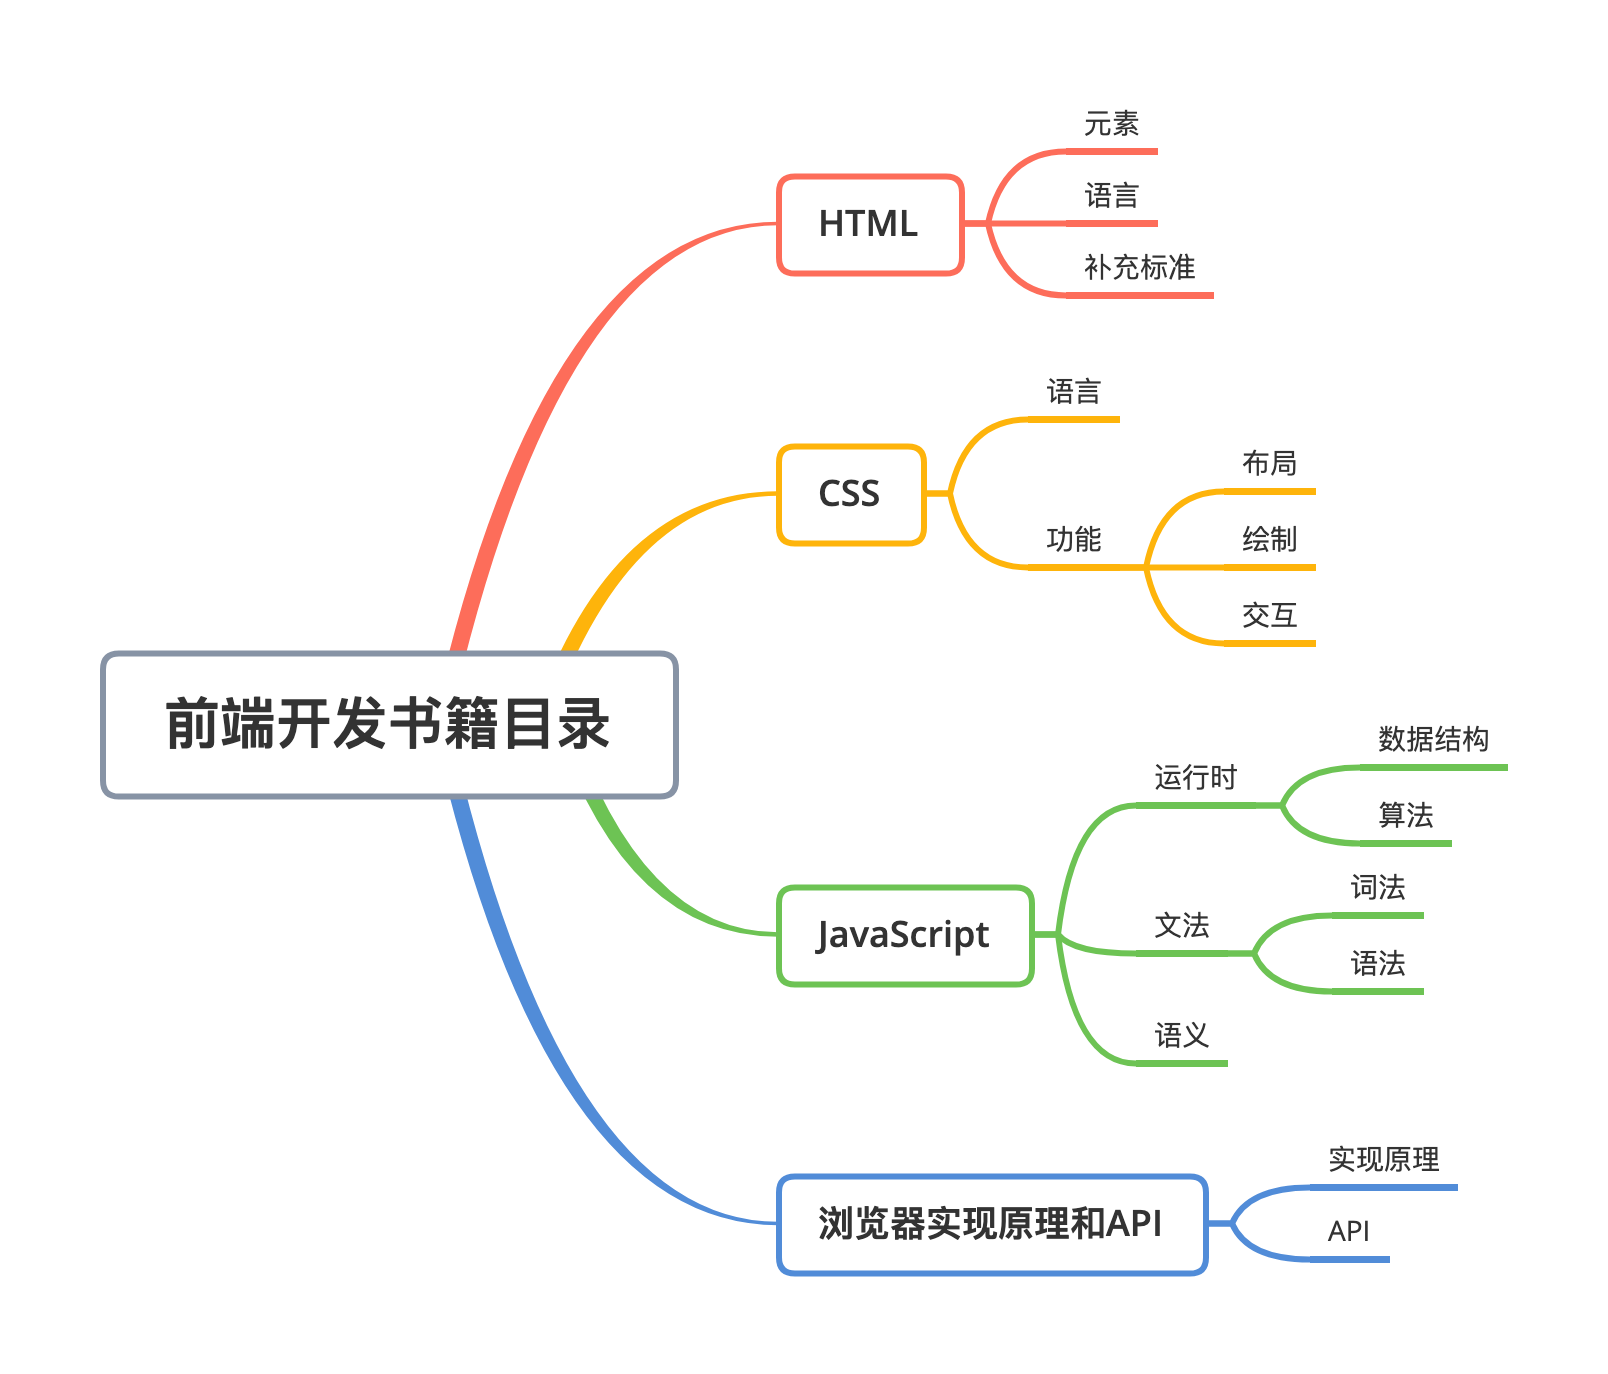 前端开发书籍目录
HTML
元素
语言
补充标准
CSS
语言
功能
布局
绘制
交互
JavaScript
运行时
数据结构
算法
文法
词法
语法
语义
浏览器实现原理和API
实现原理
API